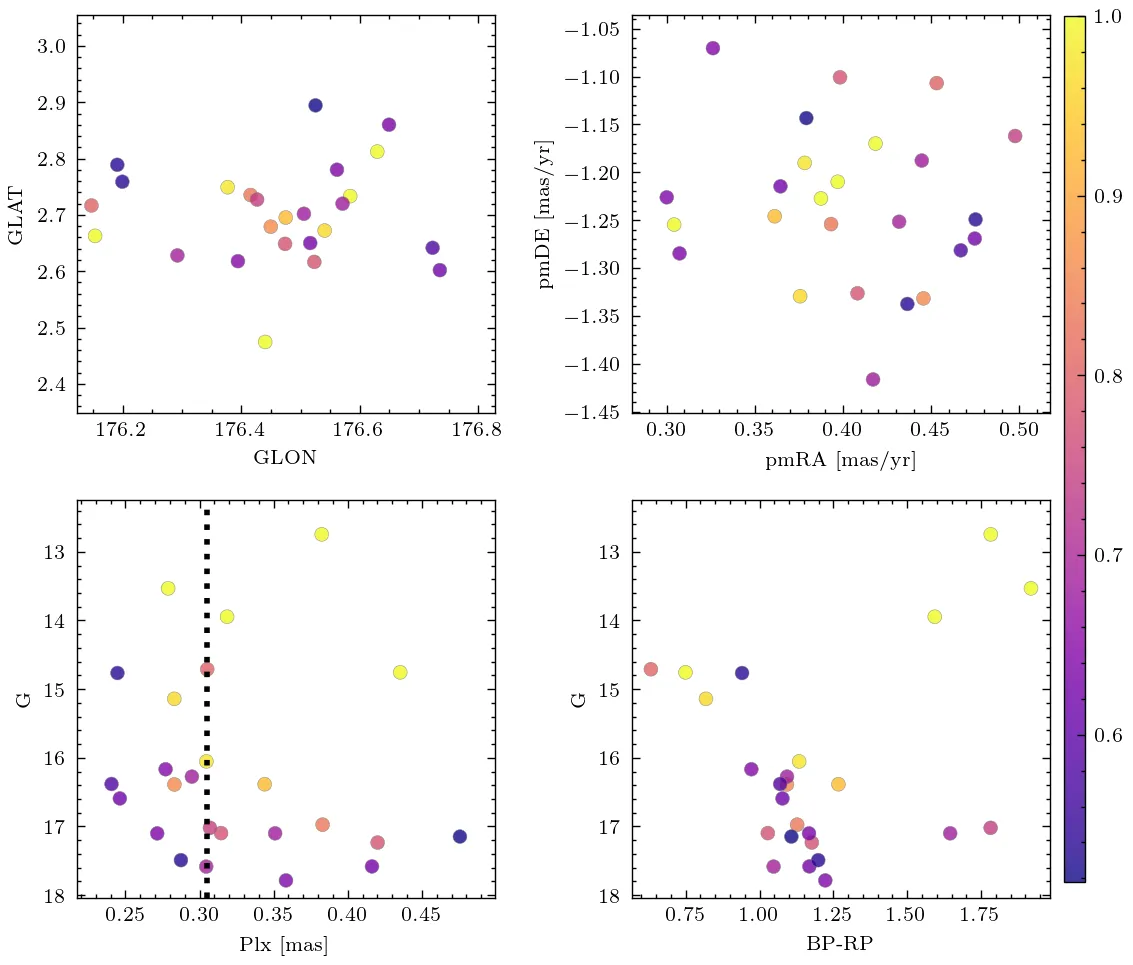 3.0
2.9
2.8
2.7
2.6
2.5
2.4
GLAT
176.2 176.4 176.6 176.8
GLON
−1.05
−1.10
−1.15
−1.20
−1.25
−1.30
−1.35
−1.40
−1.45
pmDE [mas/yr]
0.30 0.35 0.40 0.45 0.50
pmRA [mas/yr]
1.0
0.9
0.8
0.7
0.6
13
14
15
16
17
18
G
0.25 0.30 0.35 0.40 0.45
Plx [mas]
13
14
15
16
17
18
G
0.75 1.00 1.25 1.50 1.75
BP-RP